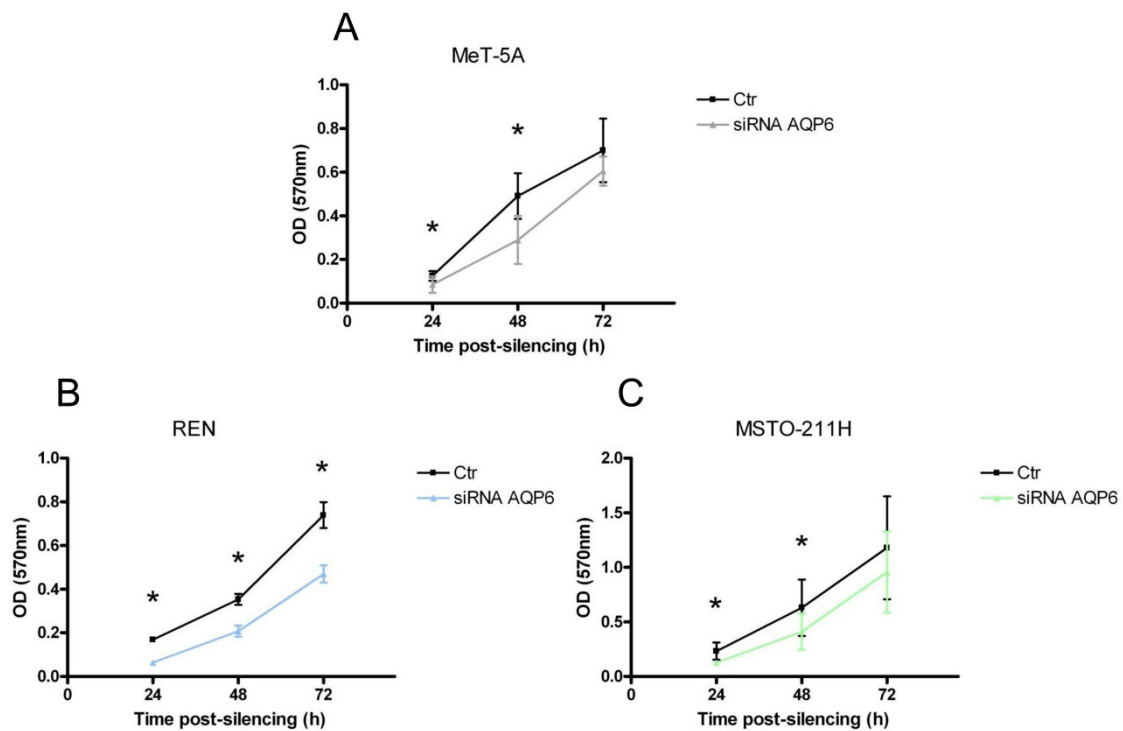 A
MeT-5A
1.0
0.8
0.6
0.4
0.2
0.0
OD (570nm)
*
*
Ctr
siRNA AQP6
0
24
48
72
Time post-silencing (h)
B
REN
1.0
0.8
0.6
0.4
0.2
0.0
OD (570nm)
*
*
*
Ctr
siRNA AQP6
0
24
48
72
Time post-silencing (h)
C
MSTO-211H
2.0
1.5
1.0
0.5
0.0
OD (570nm)
*
*
Ctr
siRNA AQP6
0
24
48
72
Time post-silencing (h)